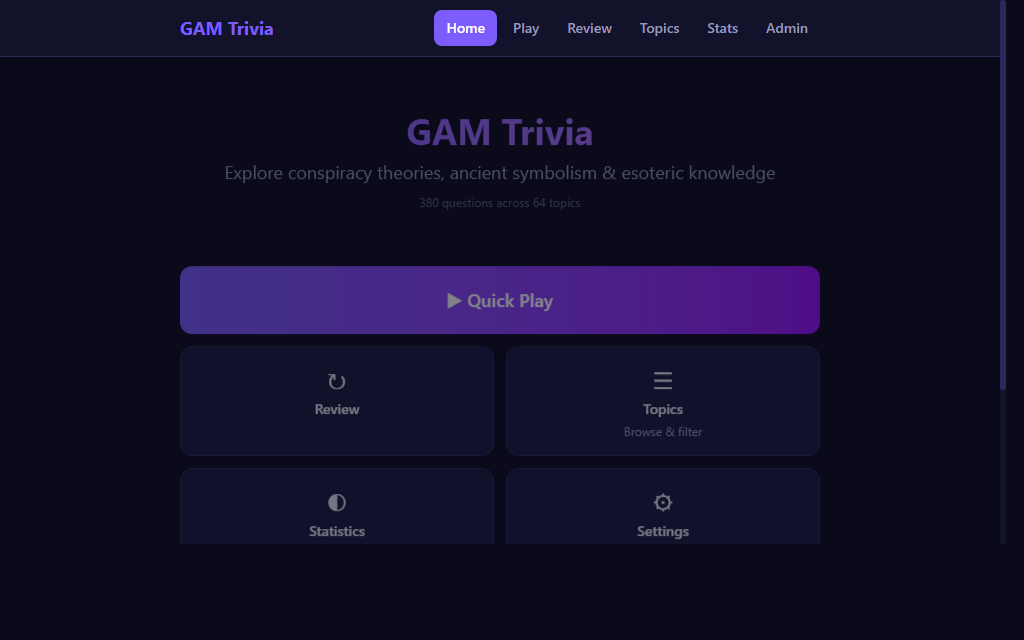 GAM Trivia
Home Play Review Topics Stats Admin
GAM Trivia
Explore conspiracy theories, ancient symbolism & esoteric knowledge
380 questions across 64 topics
▶ Quick Play
↻ ☰
Review Topics
Browse & filter
◐ ⚙
Statistics Settings